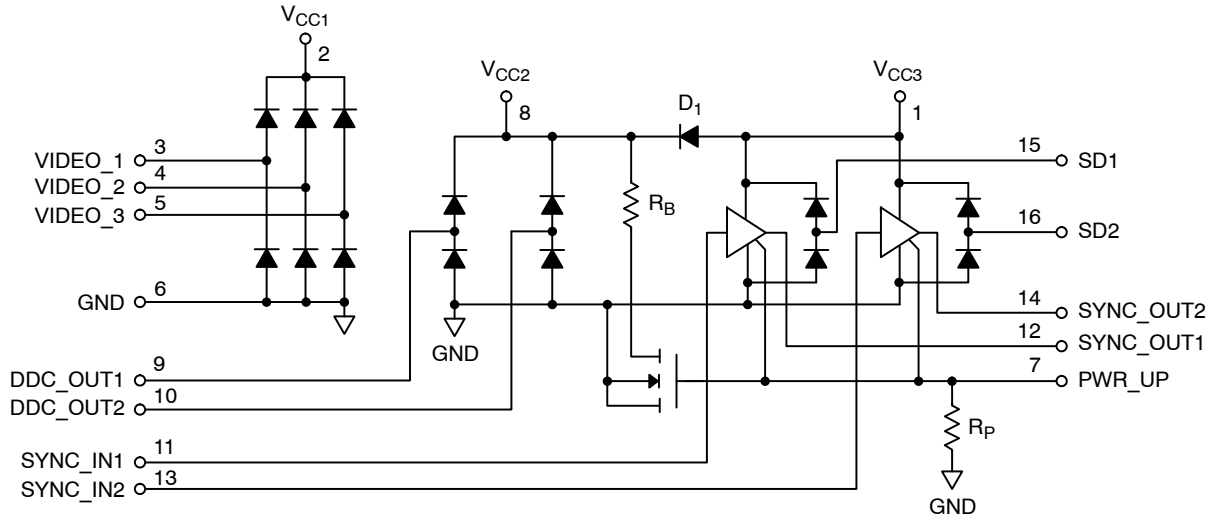 VCC1
2
VCC2
8
D1
VCC3
1
VIDEO_1
3
VIDEO_2
4
VIDEO_3
5
GND
6
RB
15
SD1
16
SD2
14
SYNC_OUT2
12
SYNC_OUT1
7
PWR_UP
GND
DDC_OUT1
9
DDC_OUT2
10
RP
GND
SYNC_IN1
11
SYNC_IN2
13